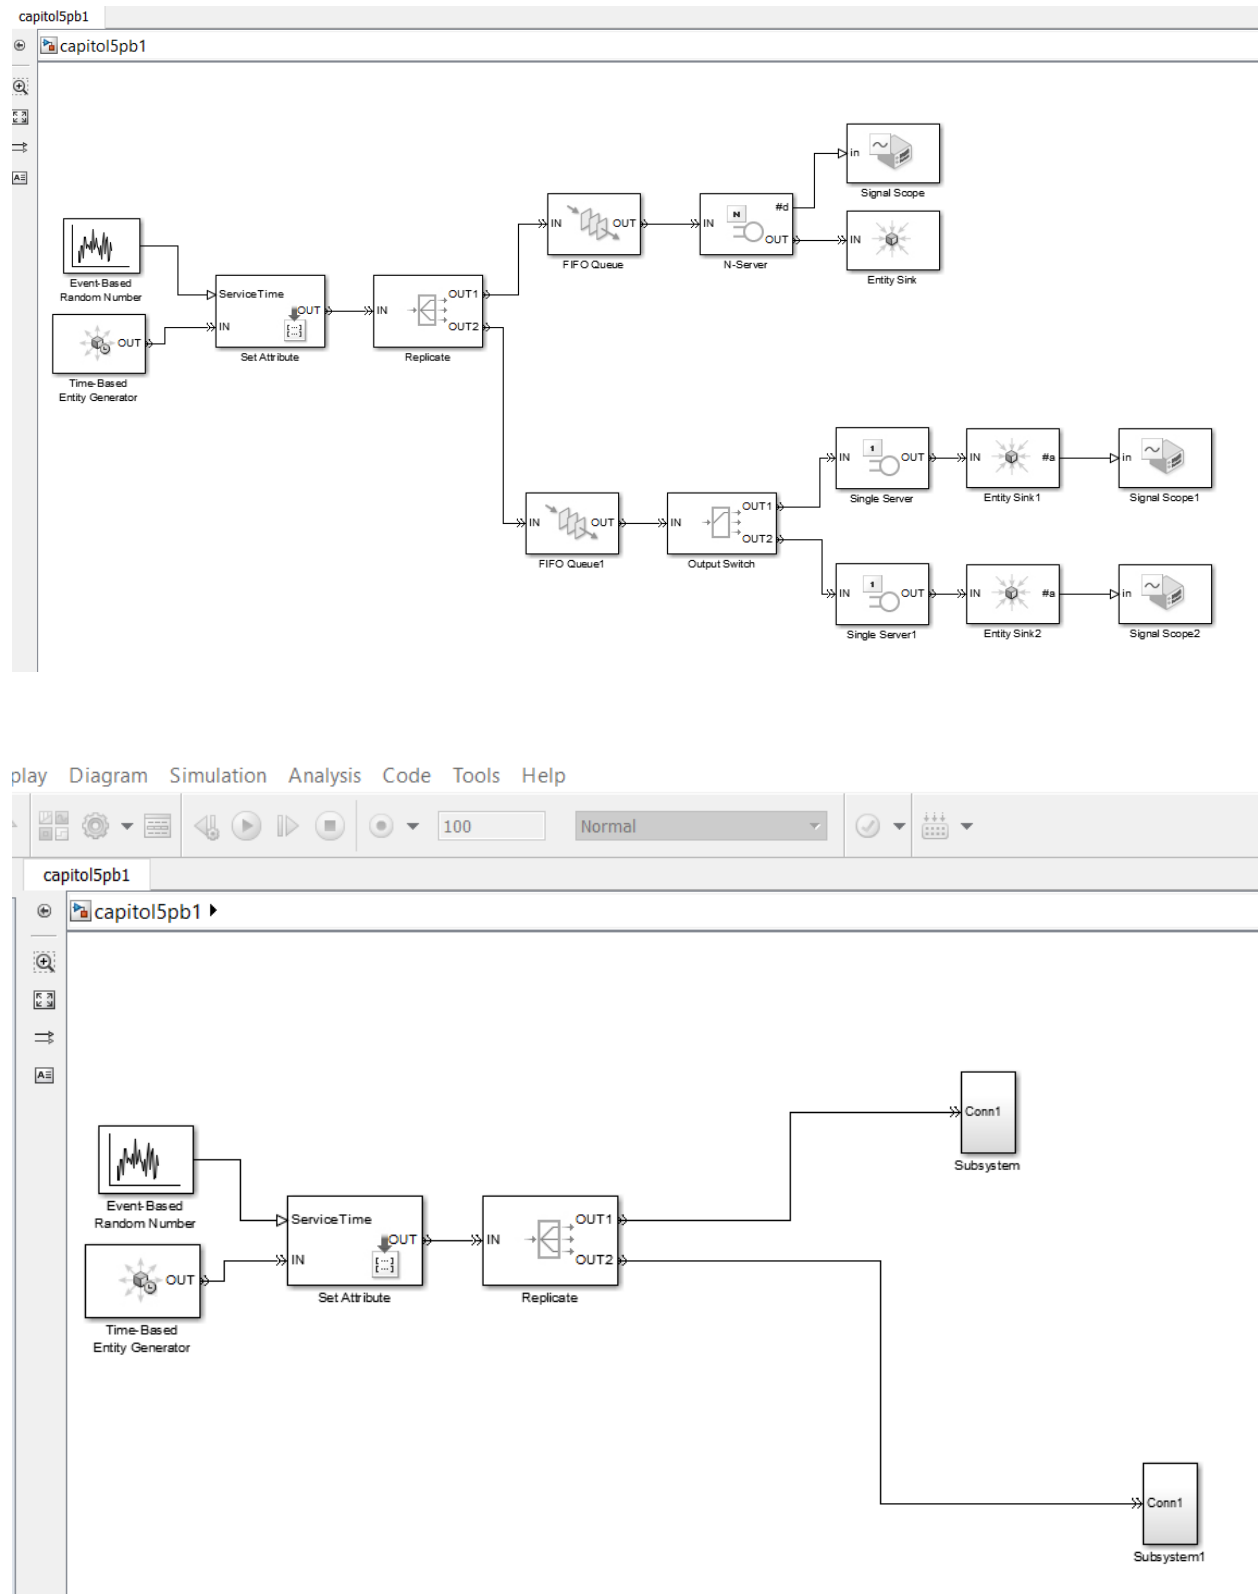 capitol5pb1
capitol5pb1
in
Signal Scope
IN
OUT
FIFO Queue
IN
#d
OUT
N-Server
N
IN
Entity Sink
Event-Based
Random Number
ServiceTime
IN
OUT
Set Attribute
IN
OUT1
OUT2
Replicate
OUT
Time-Based
Entity Generator
IN
OUT
FIFO Queue1
IN
OUT1
OUT2
Output Switch
IN
1
OUT
Single Server
IN
#a
Entity Sink1
in
Signal Scope1
IN
1
OUT
Single Server1
IN
#a
Entity Sink2
in
Signal Scope2
play Diagram Simulation Analysis Code Tools Help
100
Normal
capitol5pb1
capitol5pb1
Conn1
Subsystem
Event-Based
Random Number
ServiceTime
IN
OUT
Set Attribute
IN
OUT1
OUT2
Replicate
OUT
Time-Based
Entity Generator
Conn1
Subsystem1